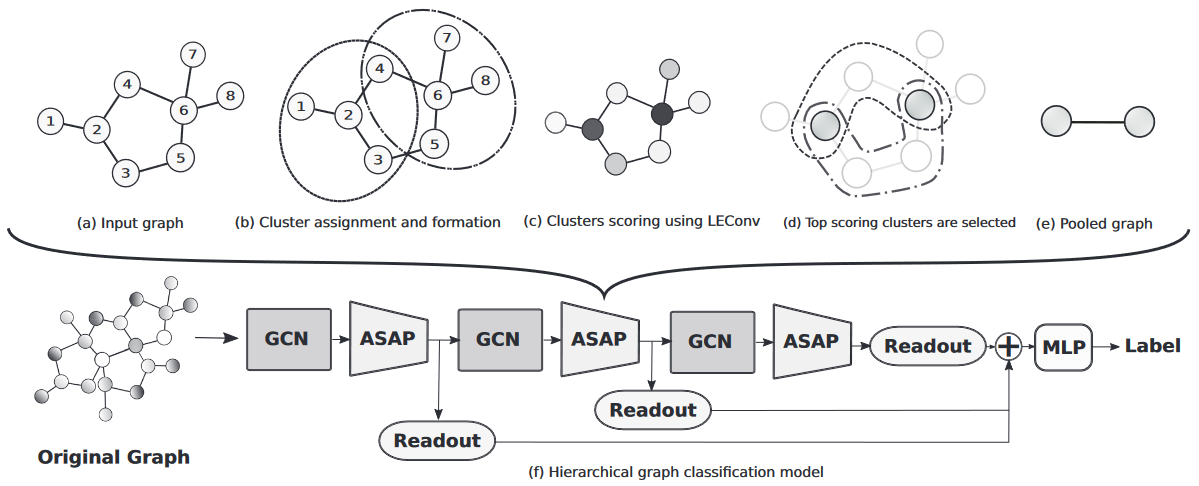 7
4
8
6
1
2
5
3
7
4
8
6
1
2
5
3
(a) Input graph
(b) Cluster assignment and formation
(c) Clusters scoring using LEConv
(d) Top scoring clusters are selected
(e) Pooled graph
GCN
ASAP
GCN
ASAP
GCN
ASAP
Readout
+
MLP
Label
Readout
Readout
Original Graph
(f) Hierarchical graph classification model